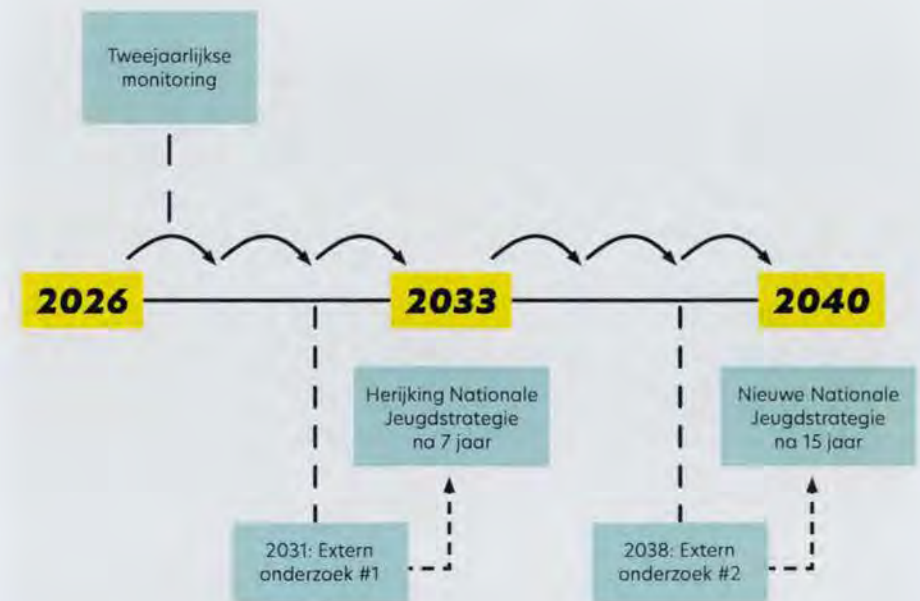 Tweejaarlijkse
monitoring
2026
2033
2040
Herijking Nationale
Jeugdstrategie
na 7 jaar
Nieuwe Nationale
Jeugdstrategie
na 15 jaar
2031: Extern
onderzoek #1
2038: Extern
onderzoek #2